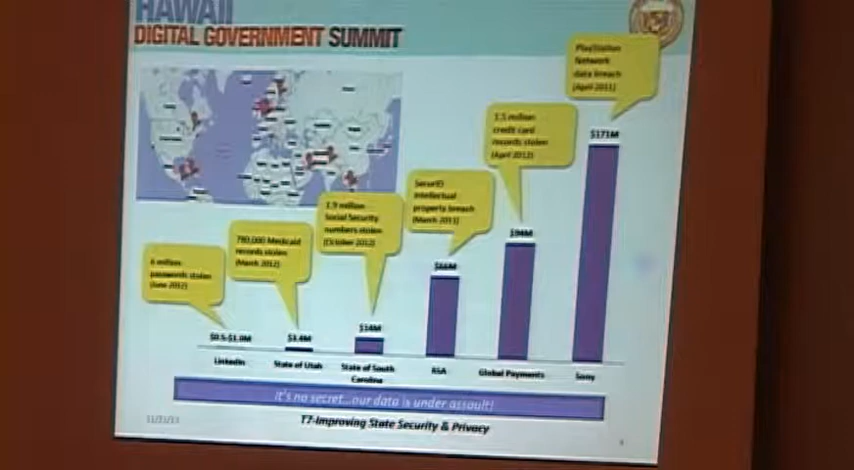 HAWAII
DIGITAL GOVERNMENT SUMMIT
PlayStation
Network
data breach
(April 2011)
$171M
1.5 million
credit card
records stolen
(April 2012)
$94M
SecurID
intellectual
property breach
(March 2011)
$66M
1.9 million
Social Security
numbers stolen
(October 2012)
$14M
780,000 Medicaid
records stolen
(March 2012)
$3.4M
6 million
passwords stolen
(June 2012)
$0.5-$1.0M
LinkedIn
State of Utah
State of South
Carolina
RSA
Global Payments
Sony
It's no secret...our data is under assault!
T7-Improving State Security & Privacy